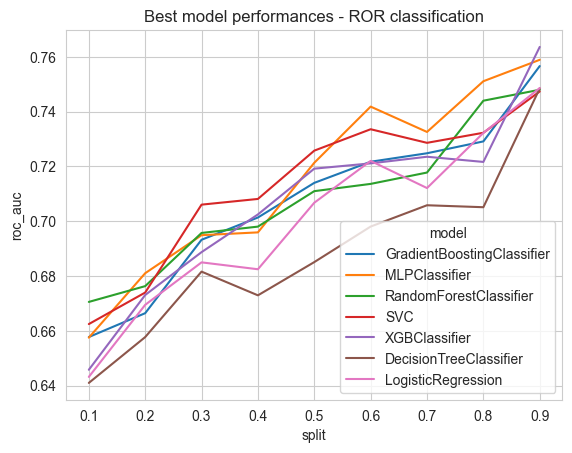 Best model performances - ROR classification
roc_auc
0.76
0.74
0.72
0.70
0.68
0.66
0.64
model
GradientBoostingClassifier
MLPClassifier
RandomForestClassifier
SVC
XGBClassifier
DecisionTreeClassifier
LogisticRegression
0.1 0.2 0.3 0.4 0.5 0.6 0.7 0.8 0.9
split